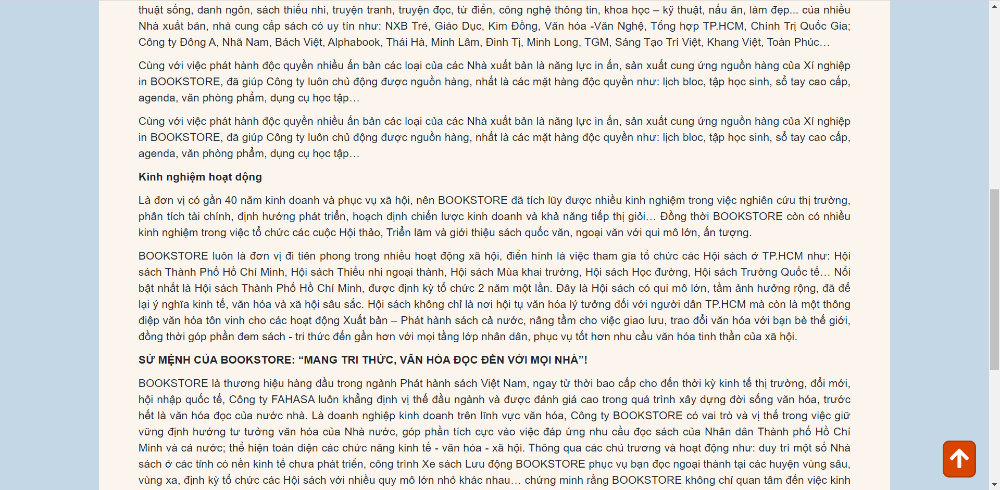 thuật sống, danh ngôn, sách thiếu nhi, truyện tranh, truyện đọc, từ điển, công nghệ thông tin, khoa học – kỹ thuật, nấu ăn, làm đẹp... của nhiều
Nhà xuất bản, nhà cung cấp sách có uy tín như: NXB Trẻ, Giáo Dục, Kim Đồng, Văn hóa -Văn Nghệ, Tổng hợp TP.HCM, Chính Trị Quốc Gia;
Công ty Đông A, Nhã Nam, Bách Việt, Alphabook, Thái Hà, Minh Lâm, Đinh Tị, Minh Long, TGM, Sáng Tạo Trí Việt, Khang Việt, Toàn Phúc…
Cùng với việc phát hành độc quyền nhiều ấn bản các loại của các Nhà xuất bản là năng lực in ấn, sản xuất cung ứng nguồn hàng của Xí nghiệp
in BOOKSTORE, đã giúp Công ty luôn chủ động được nguồn hàng, nhất là các mặt hàng độc quyền như: lịch bloc, tập học sinh, sổ tay cao cấp,
agenda, văn phòng phẩm, dụng cụ học tập…
Cùng với việc phát hành độc quyền nhiều ấn bản các loại của các Nhà xuất bản là năng lực in ấn, sản xuất cung ứng nguồn hàng của Xí nghiệp
in BOOKSTORE, đã giúp Công ty luôn chủ động được nguồn hàng, nhất là các mặt hàng độc quyền như: lịch bloc, tập học sinh, sổ tay cao cấp,
agenda, văn phòng phẩm, dụng cụ học tập…
Kinh nghiệm hoạt động
Là đơn vị có gần 40 năm kinh doanh và phục vụ xã hội, nên BOOKSTORE đã tích lũy được nhiều kinh nghiệm trong việc nghiên cứu thị trường,
phân tích tài chính, định hướng phát triển, hoạch định chiến lược kinh doanh và khả năng tiếp thị giỏi… Đồng thời BOOKSTORE còn có nhiều
kinh nghiệm trong việc tổ chức các cuộc Hội thảo, Triển lãm và giới thiệu sách quốc văn, ngoại văn với qui mô lớn, ấn tượng.
BOOKSTORE luôn là đơn vị đi tiên phong trong nhiều hoạt động xã hội, điển hình là việc tham gia tổ chức các Hội sách ở TP.HCM như: Hội
sách Thành Phố Hồ Chí Minh, Hội sách Thiếu nhi ngoại thành, Hội sách Mùa khai trường, Hội sách Học đường, Hội sách Trường Quốc tế… Nổi
bật nhất là Hội sách Thành Phố Hồ Chí Minh, được định kỳ tổ chức 2 năm một lần. Đây là Hội sách có qui mô lớn, tầm ảnh hưởng rộng, đã để
lại ý nghĩa kinh tế, văn hóa và xã hội sâu sắc. Hội sách không chỉ là nơi hội tụ văn hóa lý tưởng đối với người dân TP.HCM mà còn là một thông
điệp văn hóa tôn vinh cho các hoạt động Xuất bản – Phát hành sách cả nước, nâng tầm cho việc giao lưu, trao đổi văn hóa với bạn bè thế giới,
đồng thời góp phần đem sách - tri thức đến gần hơn với mọi tầng lớp nhân dân, phục vụ tốt hơn nhu cầu văn hóa tinh thần của xã hội.
SỨ MỆNH CỦA BOOKSTORE: “MANG TRI THỨC, VĂN HÓA ĐỌC ĐẾN VỚI MỌI NHÀ”!
BOOKSTORE là thương hiệu hàng đầu trong ngành Phát hành sách Việt Nam, ngay từ thời bao cấp cho đến thời kỳ kinh tế thị trường, đổi mới,
hội nhập quốc tế, Công ty FAHASA luôn khẳng định vị thế đầu ngành và được đánh giá cao trong quá trình xây dựng đời sống văn hóa, trước
hết là văn hóa đọc của nước nhà. Là doanh nghiệp kinh doanh trên lĩnh vực văn hóa, Công ty BOOKSTORE có vai trò và vị thế trong việc giữ
vững định hướng tư tưởng văn hóa của Nhà nước, góp phần tích cực vào việc đáp ứng nhu cầu đọc sách của Nhân dân Thành phố Hồ Chí
Minh và cả nước; thể hiện toàn diện các chức năng kinh tế - văn hóa - xã hội. Thông qua các chủ trương và hoạt động như: duy trì một số Nhà
sách ở các tỉnh có nền kinh tế chưa phát triển, công trình Xe sách Lưu động BOOKSTORE phục vụ bạn đọc ngoại thành tại các huyện vùng sâu,
vùng xa, định kỳ tổ chức các Hội sách với nhiều quy mô lớn nhỏ khác nhau… chứng minh rằng BOOKSTORE không chỉ quan tâm đến việc kinh